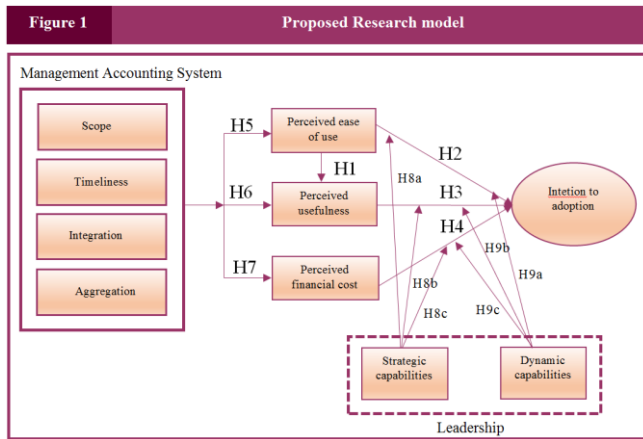 Figure 1
Proposed Research model
Management Accounting System
Scope
Timeliness
Integration
Aggregation
H5
H6
H7
Perceived ease
of use
H1
Perceived
usefulness
Perceived
financial cost
H2
H3
H4
H8a
H8b
H8c
H9b
H9a
H9c
Intetion to
adoption
Strategic
capabilities
Dynamic
capabilities
Leadership